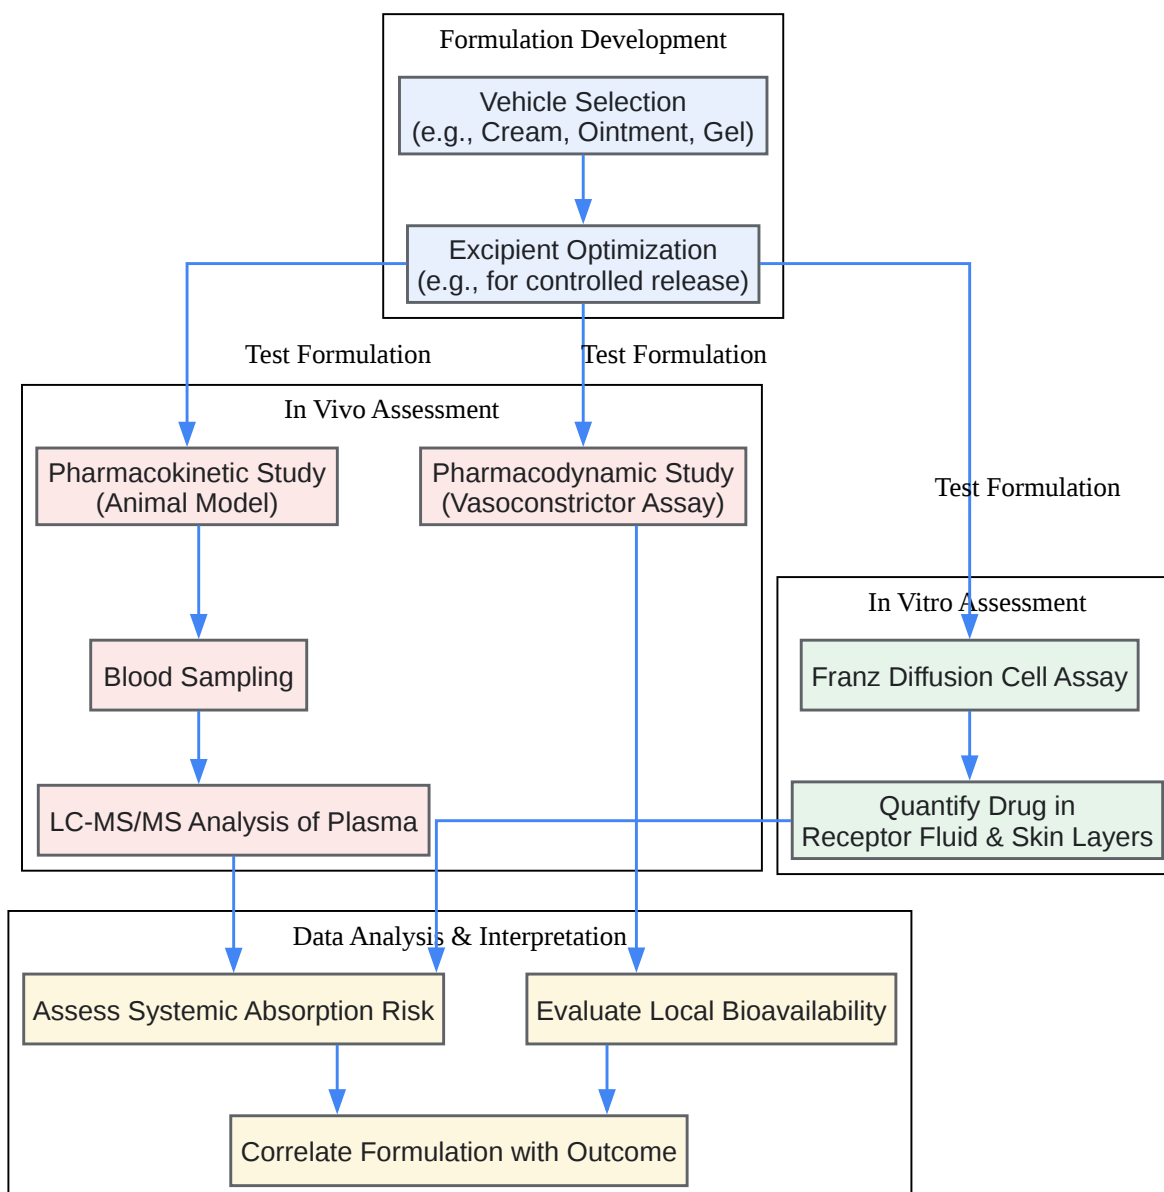 Formulation Development
Vehicle Selection
(e.g., Cream, Ointment, Gel)
Excipient Optimization
(e.g., for controlled release)
Test Formulation
Test Formulation
In Vivo Assessment
Pharmacokinetic Study
(Animal Model)
Pharmacodynamic Study
(Vasoconstrictor Assay)
Test Formulation
In Vitro Assessment
Blood Sampling
Franz Diffusion Cell Assay
LC-MS/MS Analysis of Plasma
Quantify Drug in
Receptor Fluid & Skin Layers
Data Analysis & Interpretation
Assess Systemic Absorption Risk
Evaluate Local Bioavailability
Correlate Formulation with Outcome